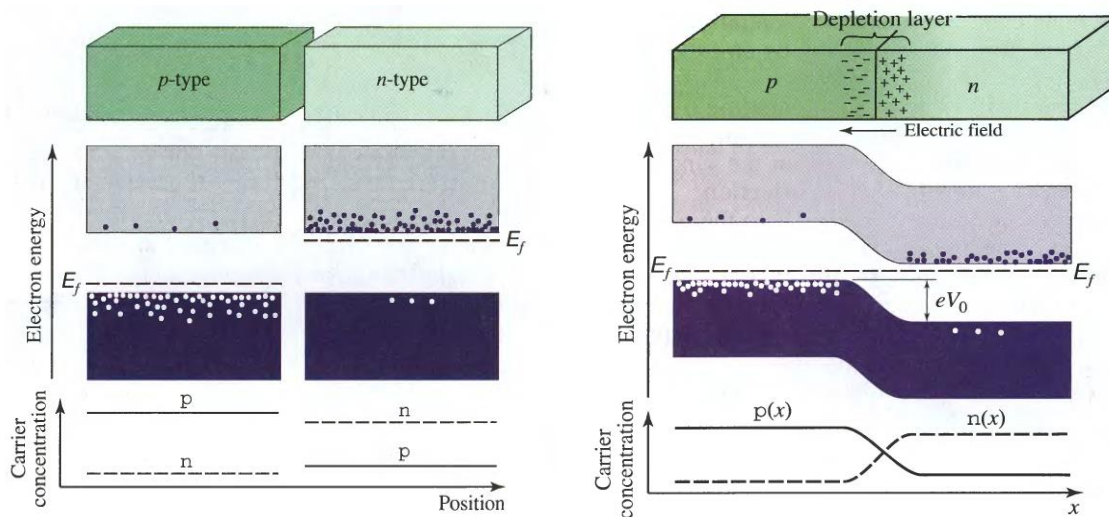 p-type
n-type
Electron energy
E_f
E_f
Carrier
concentration
p
n
n
p
Position
Depletion layer
p
n
Electric field
Electron energy
E_f
E_f
eV_0
Carrier
concentration
p(x)
n(x)
x